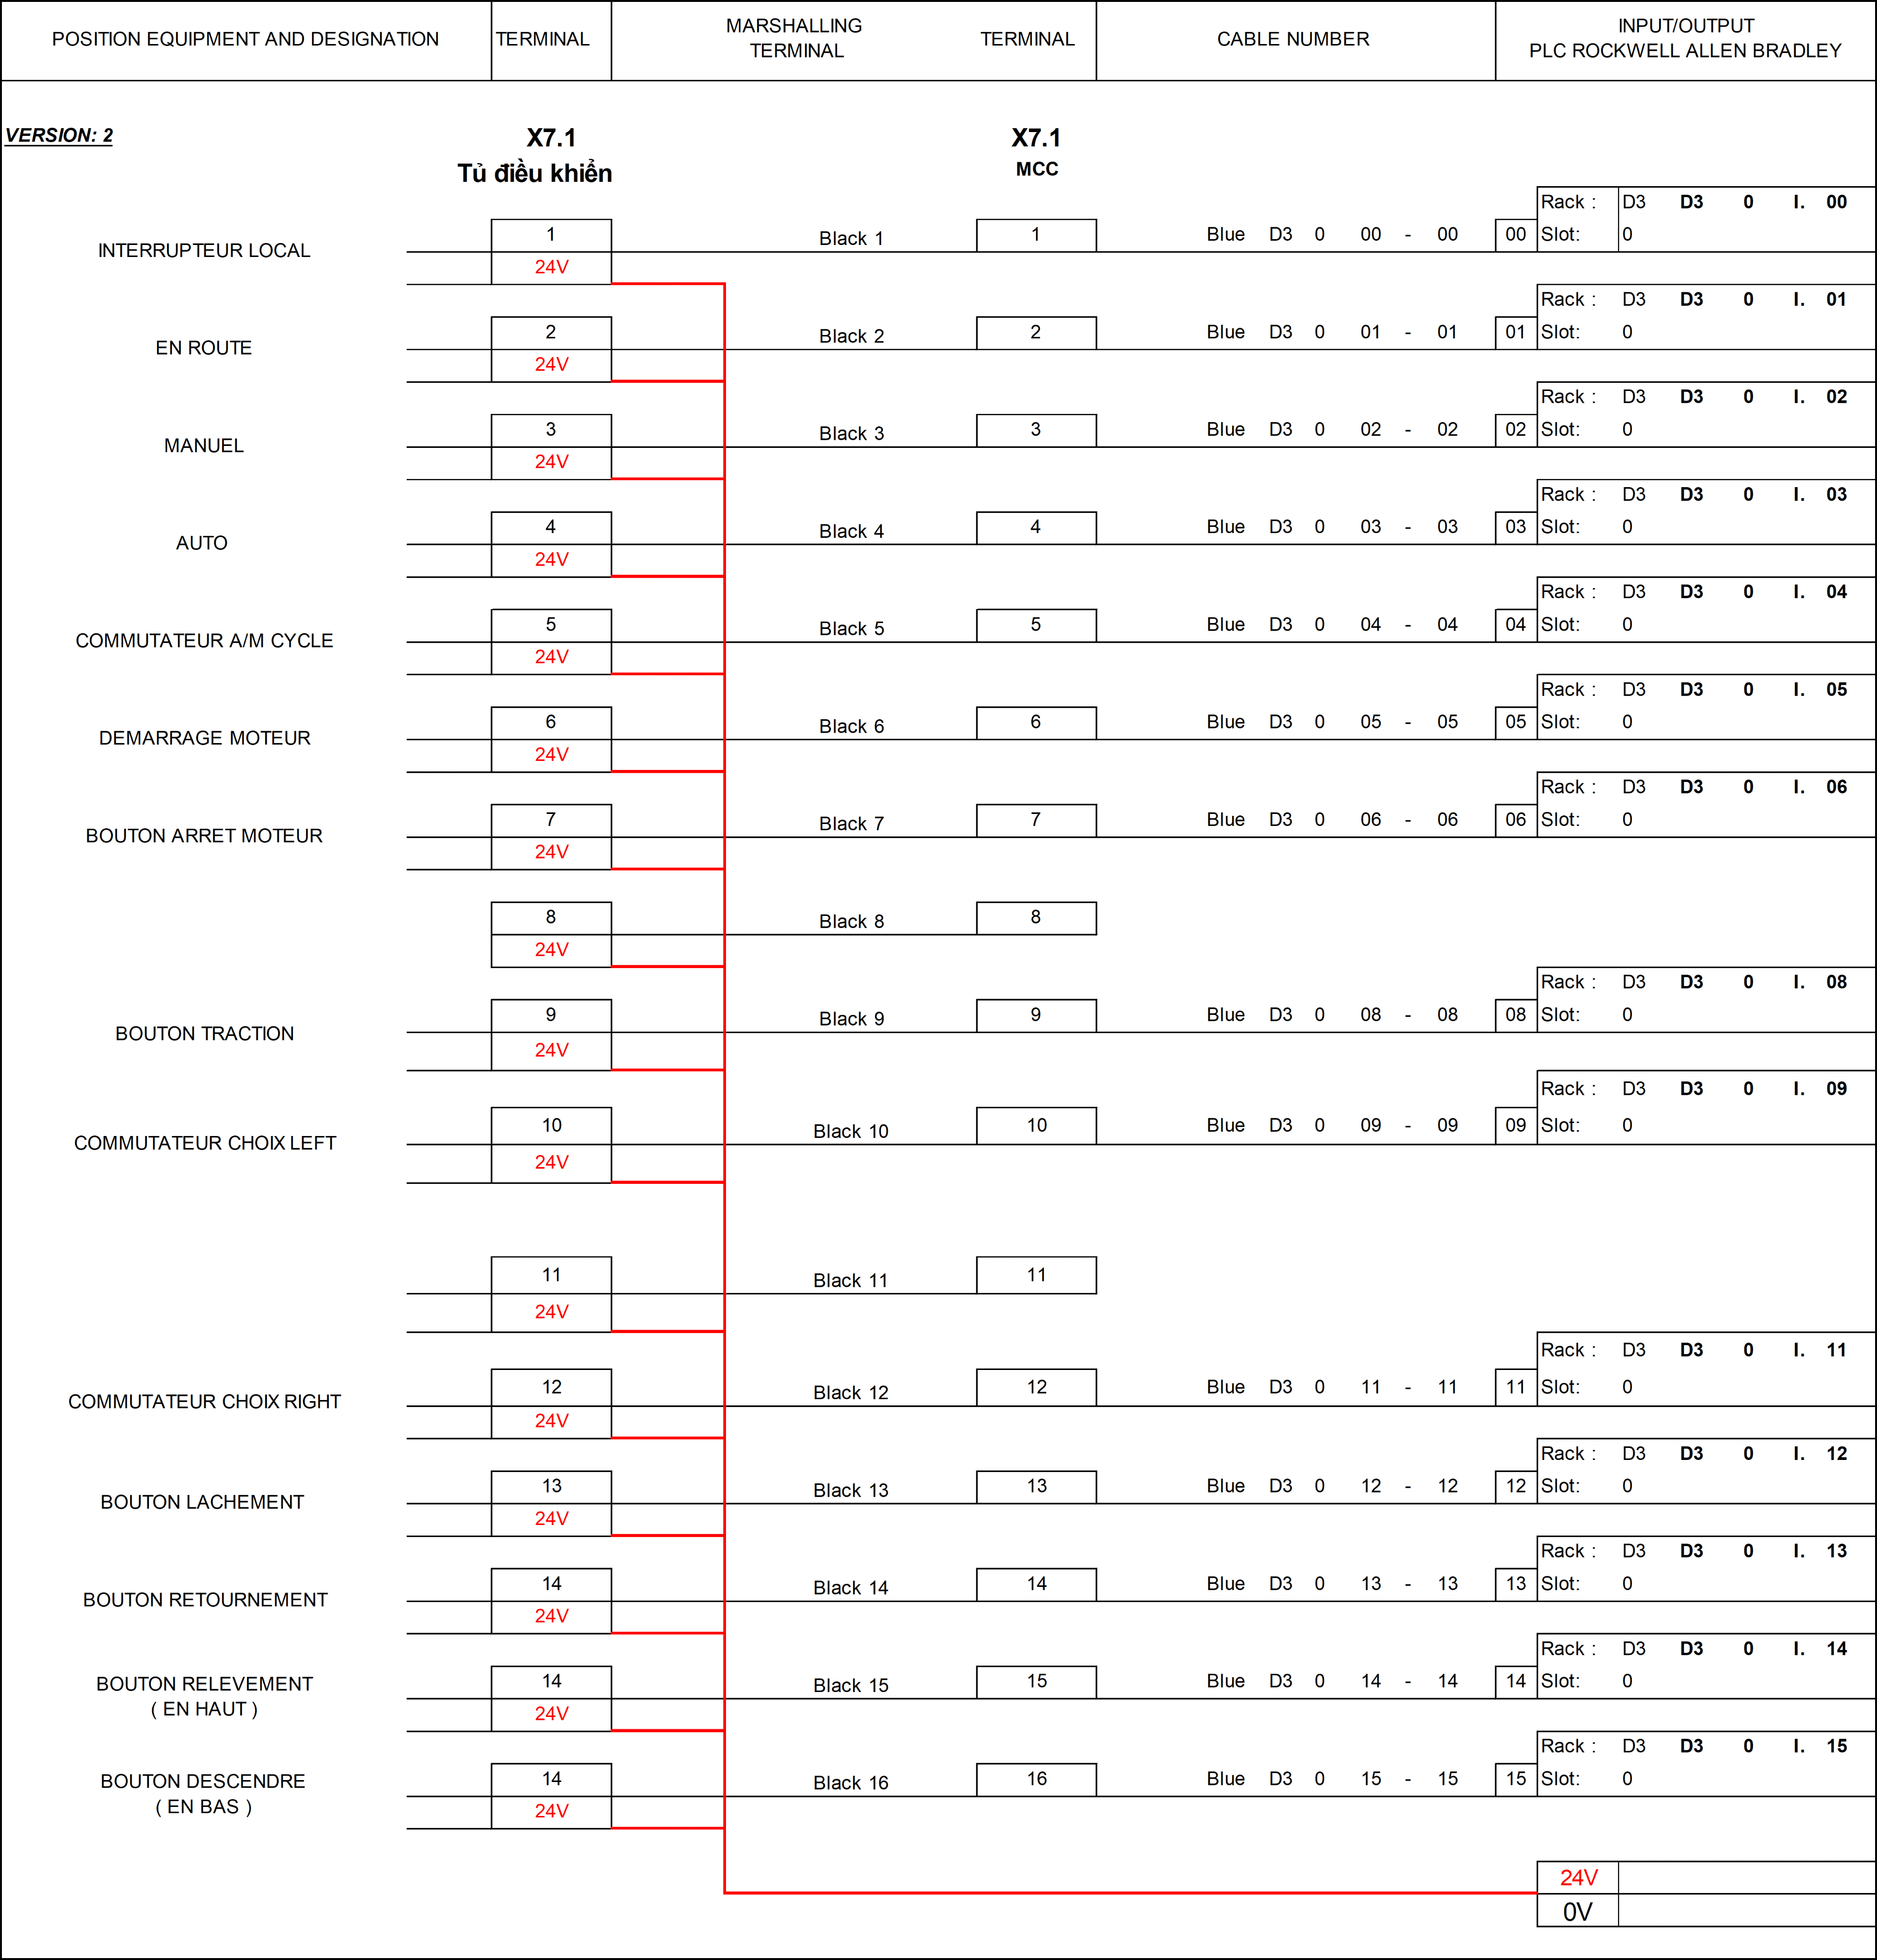 POSITION EQUIPMENT AND DESIGNATION TERMINAL MARSHALLING TERMINAL TERMINAL CABLE NUMBER INPUT/OUTPUT PLC ROCKWELL ALLEN BRADLEY
VERSION: 2 X7.1 X7.1
Tủ điều khiển MCC
Rack : D3 D3 0 I. 00
1 Black 1 1 Blue D3 0 00 - 00 00 Slot: 0
INTERRUPTEUR LOCAL
24V
Rack : D3 D3 0 I. 01
2 Black 2 2 Blue D3 0 01 - 01 01 Slot: 0
EN ROUTE
24V
Rack : D3 D3 0 I. 02
3 Black 3 3 Blue D3 0 02 - 02 02 Slot: 0
MANUEL
24V
Rack : D3 D3 0 I. 03
4 Black 4 4 Blue D3 0 03 - 03 03 Slot: 0
AUTO
24V
Rack : D3 D3 0 I. 04
5 Black 5 5 Blue D3 0 04 - 04 04 Slot: 0
COMMUTATEUR A/M CYCLE
24V
Rack : D3 D3 0 I. 05
6 Black 6 6 Blue D3 0 05 - 05 05 Slot: 0
DEMARRAGE MOTEUR
24V
Rack : D3 D3 0 I. 06
7 Black 7 7 Blue D3 0 06 - 06 06 Slot: 0
BOUTON ARRET MOTEUR
24V
8 Black 8 8
24V
Rack : D3 D3 0 I. 08
9 Black 9 9 Blue D3 0 08 - 08 08 Slot: 0
BOUTON TRACTION
24V
Rack : D3 D3 0 I. 09
10 Black 10 10 Blue D3 0 09 - 09 09 Slot: 0
COMMUTATEUR CHOIX LEFT
24V
11 Black 11 11
24V
Rack : D3 D3 0 I. 11
12 Black 12 12 Blue D3 0 11 - 11 11 Slot: 0
COMMUTATEUR CHOIX RIGHT
24V
Rack : D3 D3 0 I. 12
13 Black 13 13 Blue D3 0 12 - 12 12 Slot: 0
BOUTON LACHEMENT
24V
Rack : D3 D3 0 I. 13
14 Black 14 14 Blue D3 0 13 - 13 13 Slot: 0
BOUTON RETOURNEMENT
24V
Rack : D3 D3 0 I. 14
BOUTON RELEVEMENT 14 Black 15 15 Blue D3 0 14 - 14 14 Slot: 0
( EN HAUT )
24V
Rack : D3 D3 0 I. 15
BOUTON DESCENDRE 14 Black 16 16 Blue D3 0 15 - 15 15 Slot: 0
( EN BAS )
24V
24V
0V